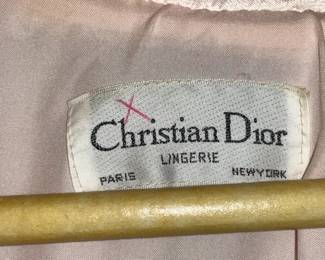 Christian Dior
LINGERIE
PARIS NEW YORK